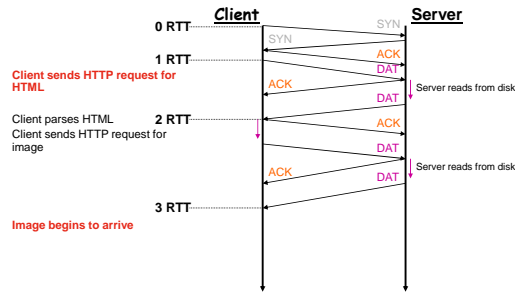 Client
Server
0 RTT
SYN
SYN
ACK
1 RTT
DAT
Client sends HTTP request for
HTML
ACK
Server reads from disk
DAT
Client parses HTML
2 RTT
ACK
Client sends HTTP request for
image
DAT
Server reads from disk
ACK
DAT
3 RTT
Image begins to arrive